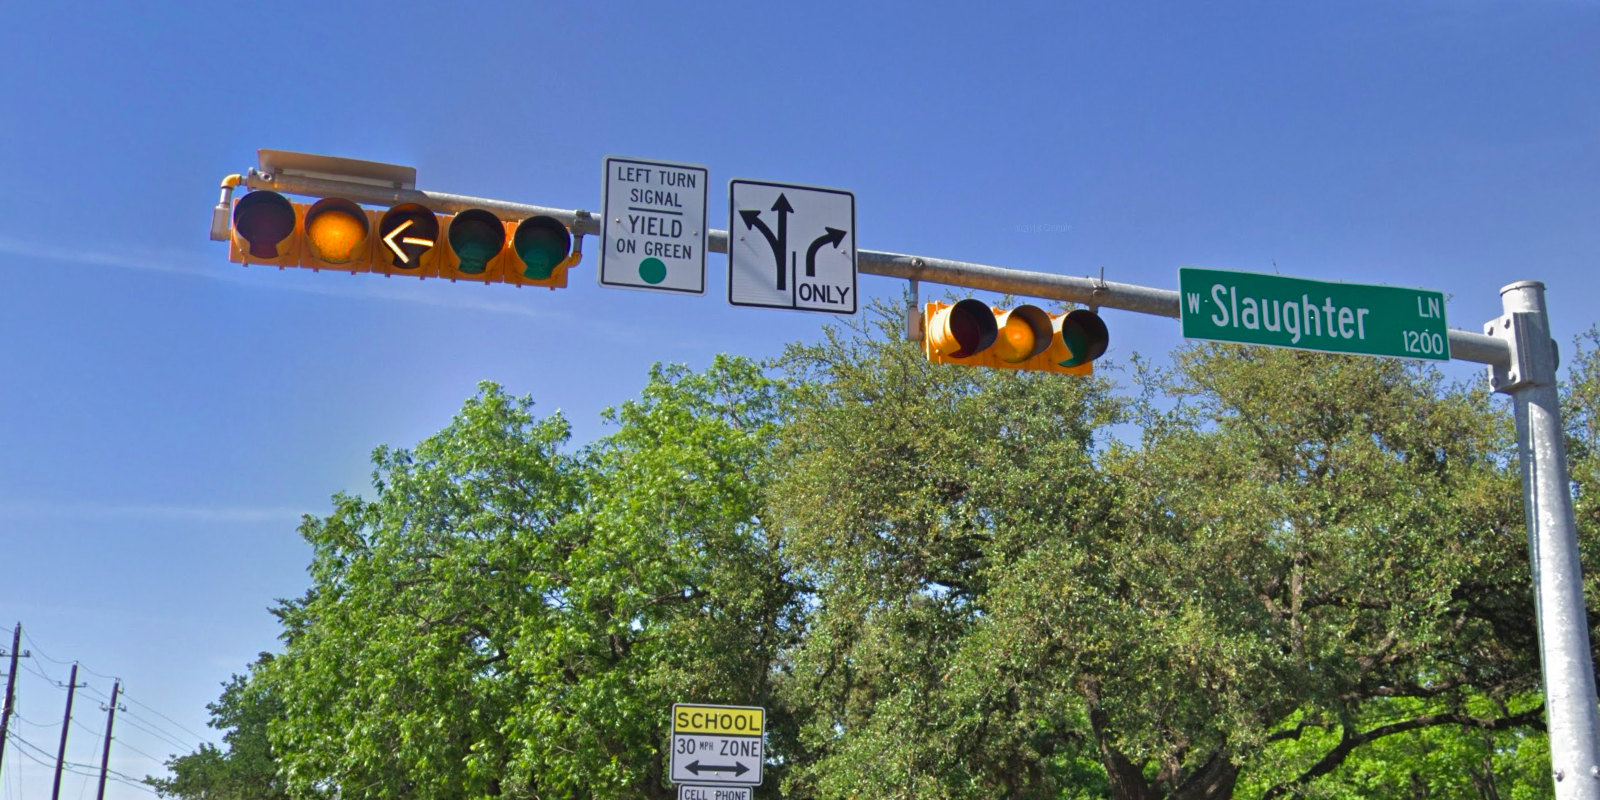 LEFT TURN
SIGNAL
YIELD
ON GREEN
ONLY
W Slaughter LN
1200
SCHOOL
30 MPH ZONE
CELL PHONE